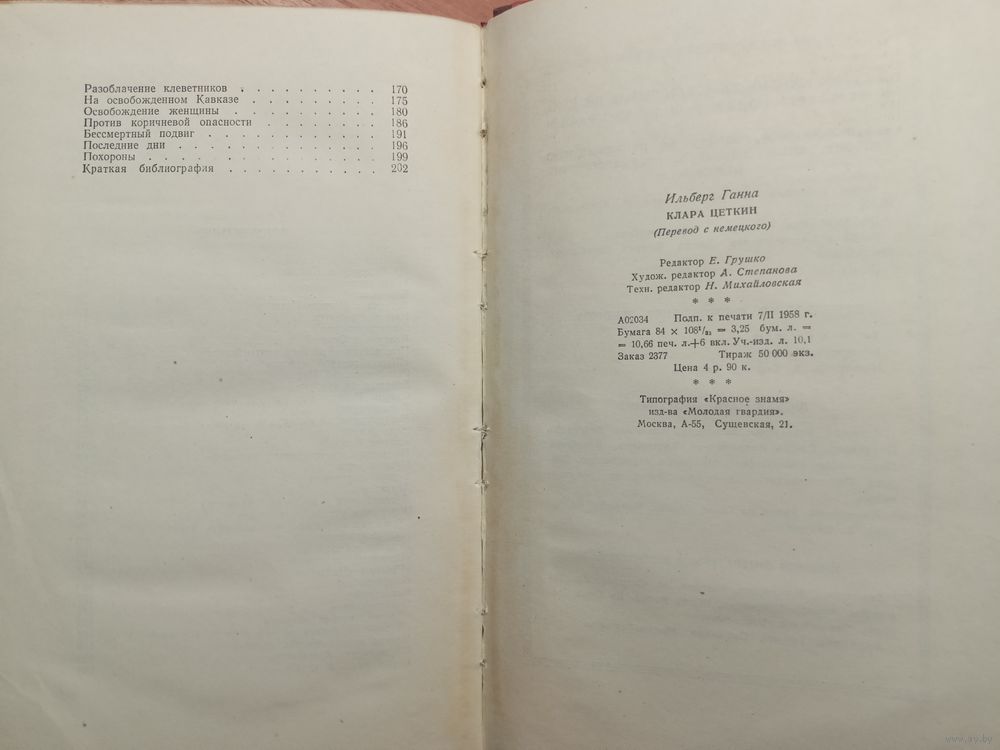 Разоблачение клеветников . . . . . . . . . 170
На освобожденном Кавказе . . . . . . . . . 175
Освобождение женщины . . . . . . . . . . 180
Против коричневой опасности . . . . . . . . 186
Бессмертный подвиг . . . . . . . . . . . 191
Последние дни . . . . . . . . . . . . 196
Похороны . . . . . . . . . . . . . 199
Краткая библиография . . . . . . . . . . 202
Ильберг Ганна
КЛАРА ЦЕТКИН
(Перевод с немецкого)
Редактор Е. Грушко
Худож. редактор А. Степанова
Техн. редактор Н. Михайловская
* * *
А02034 Подп. к печати 7/II 1958 г.
Бумага 84 × 108¹/₃₂ = 3,25 бум. л. =
= 10,66 печ. л.+6 вкл. Уч.-изд. л. 10,1
Заказ 2377 Тираж 50 000 экз.
Цена 4 р. 90 к.
* * *
Типография «Красное знамя»
изд-ва «Молодая гвардия».
Москва, А-55, Сущевская, 21.
www.ay.by